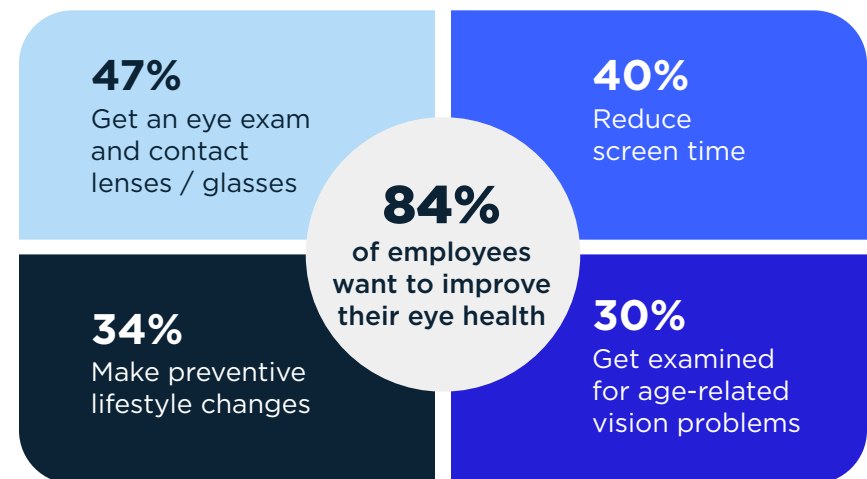 47%
Get an eye exam
and contact
lenses / glasses
40%
Reduce
screen time
84%
of employees
want to improve
their eye health
34%
Make preventive
lifestyle changes
30%
Get examined
for age-related
vision problems